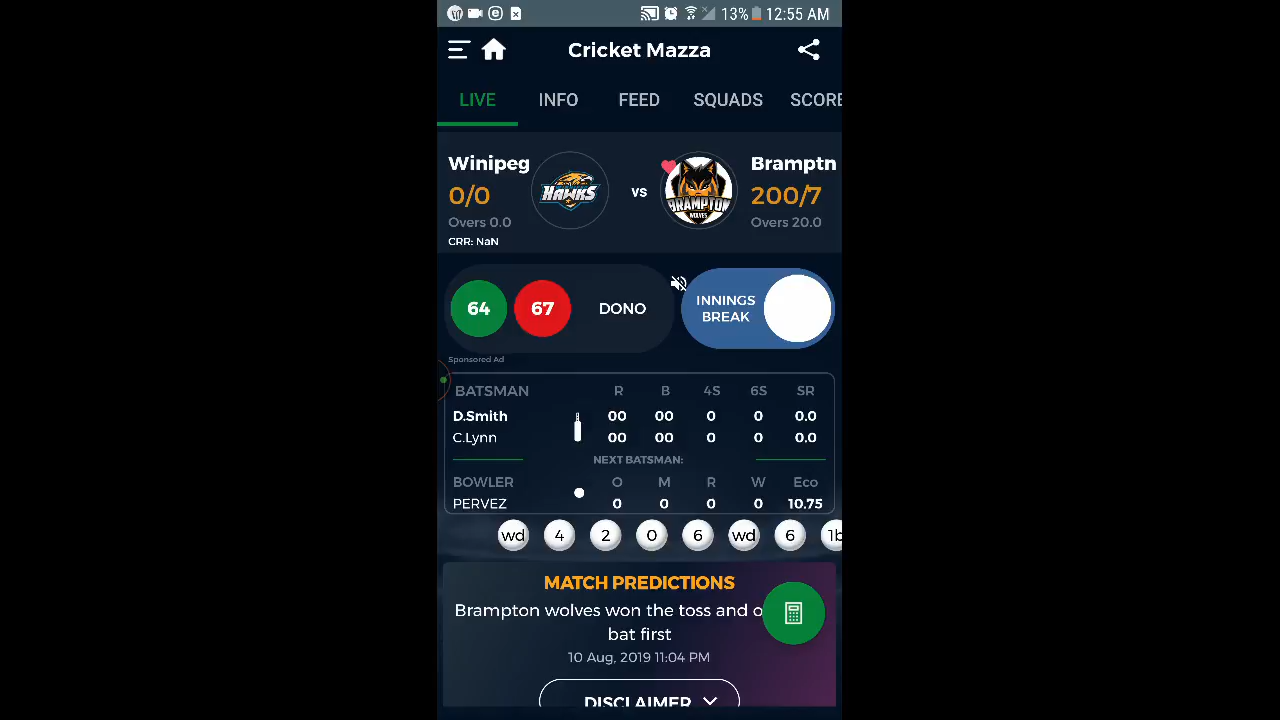 13% 12:55 AM
Cricket Mazza
LIVE INFO FEED SQUADS SCORE
Winipeg HAWKS vs BRAMPTON WOLVES Bramptn
0/0 200/7
Overs 0.0 Overs 20.0
CRR: NaN
64 67 DONO INNINGS BREAK
Sponsored Ad
BATSMAN R B 4S 6S SR
D.Smith 00 00 0 0 0.0
C.Lynn 00 00 0 0 0.0
NEXT BATSMAN:
BOWLER O M R W Eco
PERVEZ 0 0 0 0 10.75
wd 4 2 0 6 wd 6 1b
MATCH PREDICTIONS
Brampton wolves won the toss and o
bat first
10 Aug, 2019 11:04 PM
DISCLAIMER